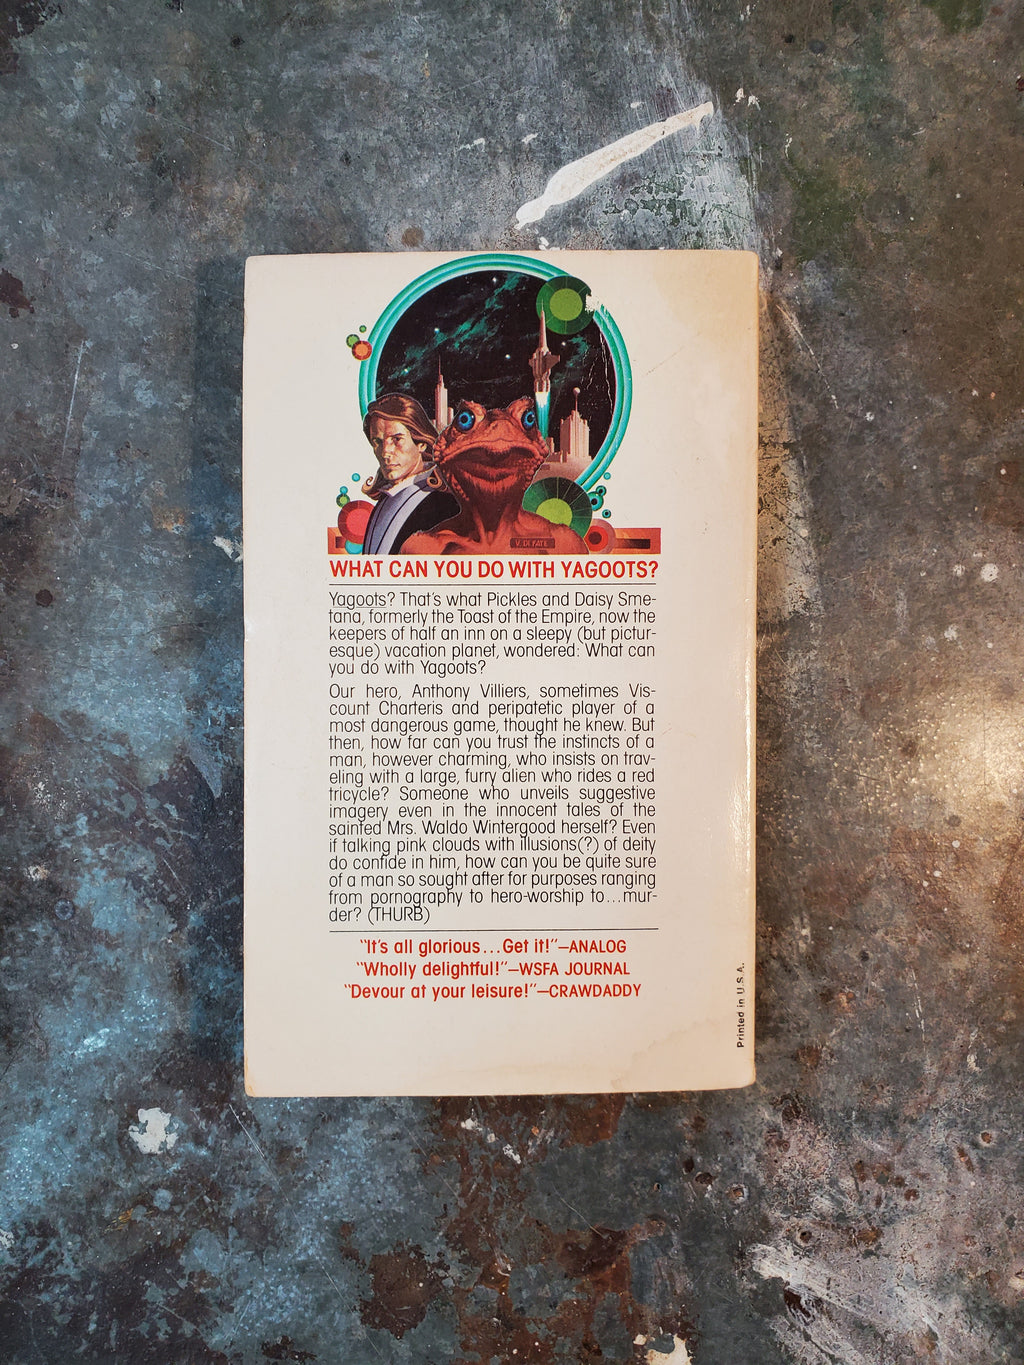 V. DI FATE
WHAT CAN YOU DO WITH YAGOOTS?
Yagoots? That's what Pickles and Daisy Sme-
tana, formerly the Toast of the Empire, now the
keepers of half an inn on a sleepy (but pictur-
esque) vacation planet, wondered: What can
you do with Yagoots?
Our hero, Anthony Villiers, sometimes Vis-
count Charteris and peripatetic player of a
most dangerous game, thought he knew. But
then, how far can you trust the instincts of a
man, however charming, who insists on trav-
eling with a large, furry alien who rides a red
tricycle? Someone who unveils suggestive
imagery even in the innocent tales of the
sainted Mrs. Waldo Wintergood herself? Even
if talking pink clouds with illusions(?) of deity
do confide in him, how can you be quite sure
of a man so sought after for purposes ranging
from pornography to hero-worship to...mur-
der? (THURB)
"It's all glorious...Get it!"—ANALOG
"Wholly delightful!"—WSFA JOURNAL
"Devour at your leisure!"—CRAWDADDY
Printed in U.S.A.